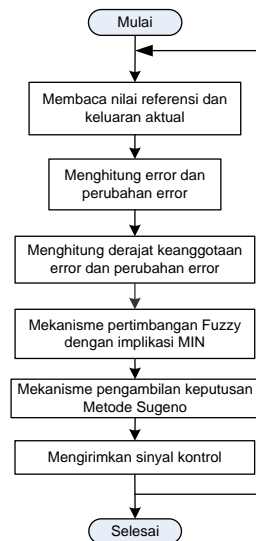 Mulai
Membaca nilai referensi dan
keluaran aktual
Menghitung error dan
perubahan error
Menghitung derajat keanggotaan
error dan perubahan error
Mekanisme pertimbangan Fuzzy
dengan implikasi MIN
Mekanisme pengambilan keputusan
Metode Sugeno
Mengirimkan sinyal kontrol
Selesai